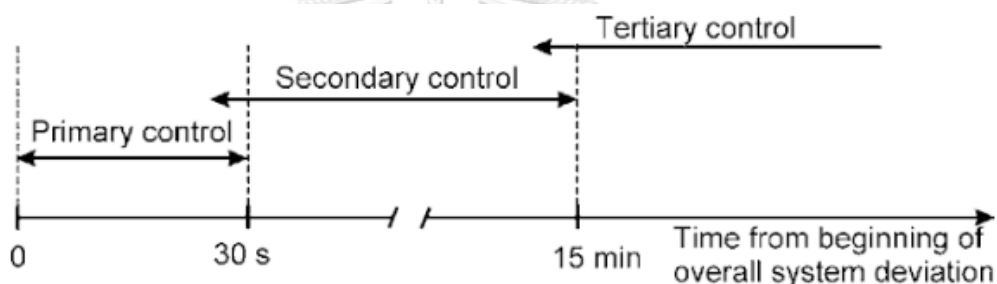 Tertiary control
Secondary control
Primary control
0
30 s
15 min
Time from beginning of
overall system deviation